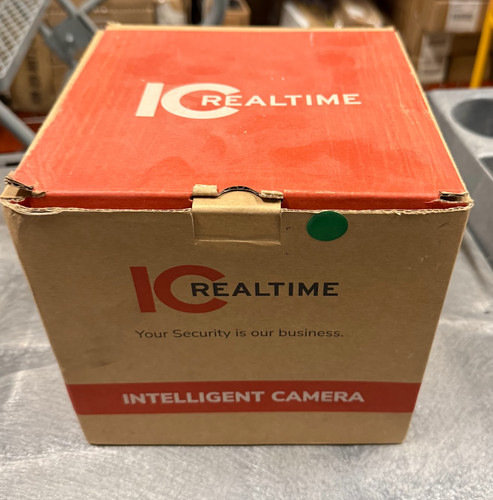 IC REALTIME
IC REALTIME
Your Security is our business.
INTELLIGENT CAMERA